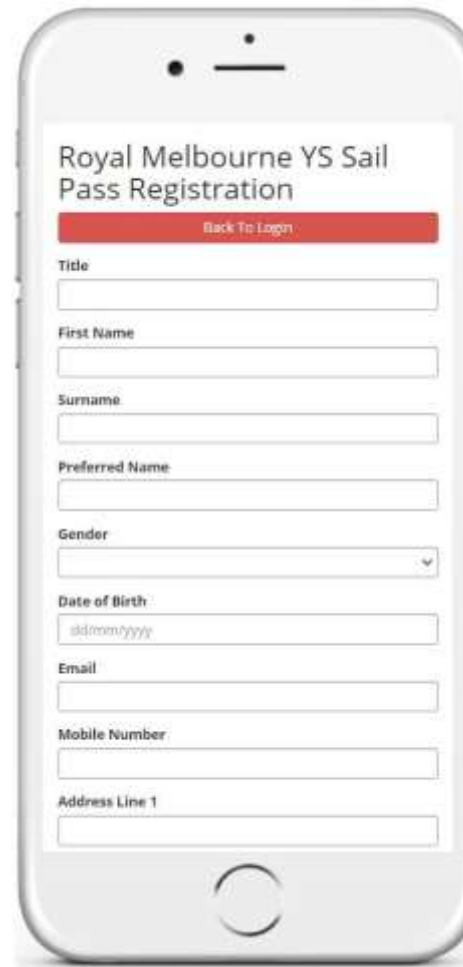 Royal Melbourne YS Sail
Pass Registration
Back To Login
Title
First Name
Surname
Preferred Name
Gender
Date of Birth
dd/mm/yyyy
Email
Mobile Number
Address Line 1